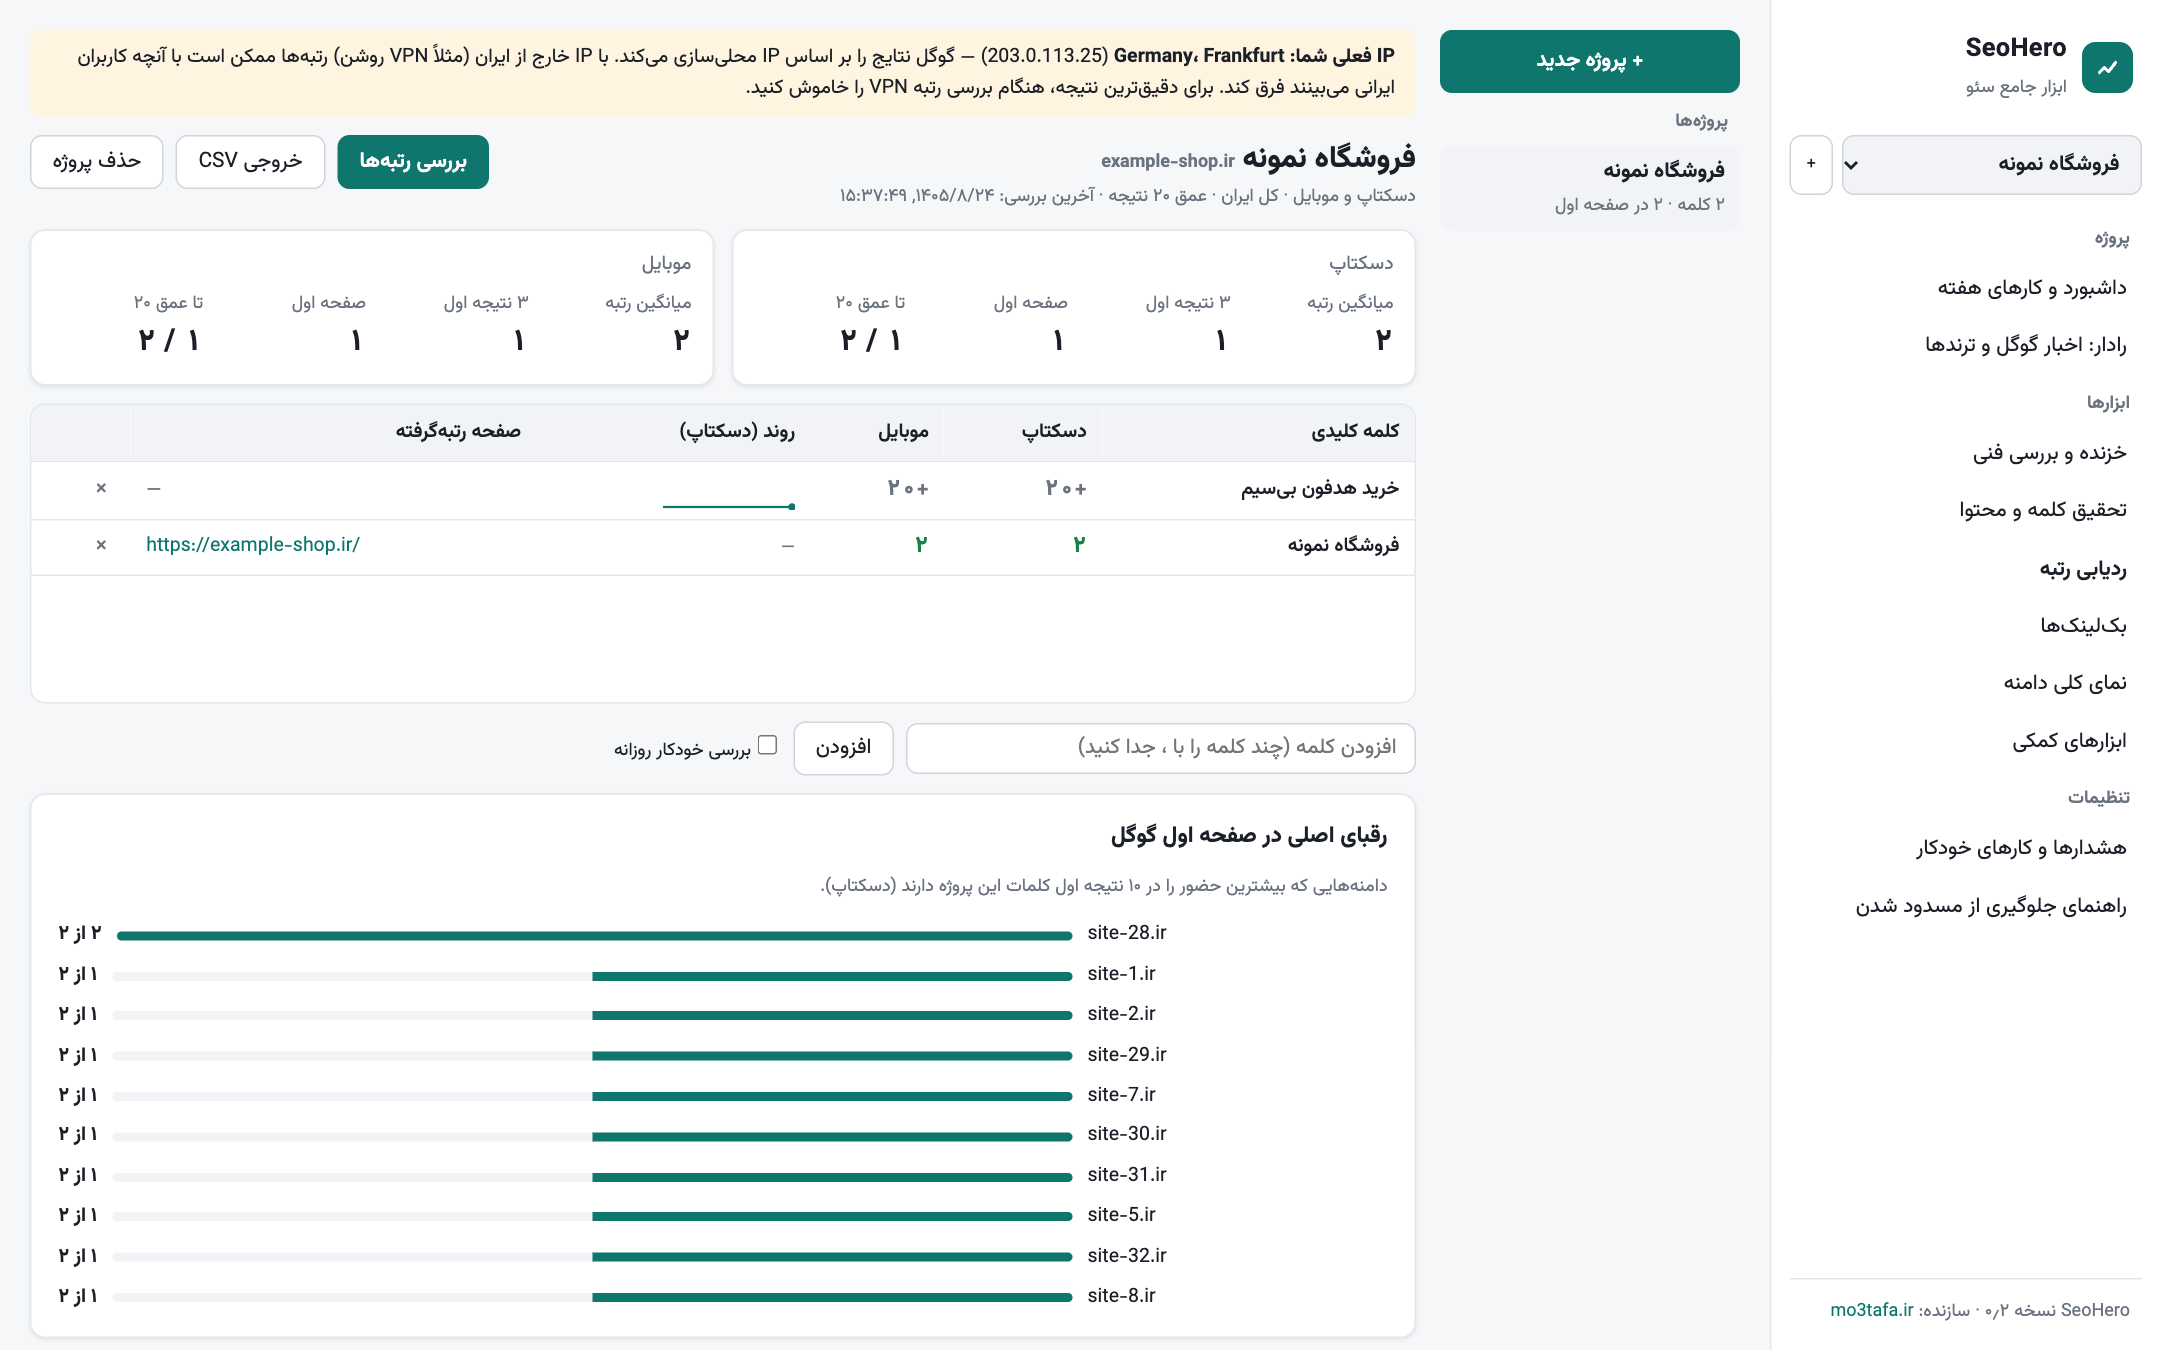 SeoHero
ابزار جامع سئو
فروشگاه نمونه
+
پروژه
داشبورد و کارهای هفته
رادار: اخبار گوگل و ترندها
ابزارها
خزنده و بررسی فنی
تحقیق کلمه و محتوا
ردیابی رتبه
بک‌لینک‌ها
نمای کلی دامنه
ابزارهای کمکی
تنظیمات
هشدارها و کارهای خودکار
راهنمای جلوگیری از مسدود شدن
SeoHero نسخه ۰٫۲ · سازنده: mo3tafa.ir
+ پروژه جدید
پروژه‌ها
فروشگاه نمونه
۲ کلمه · ۲ در صفحه اول
IP فعلی شما: Germany، Frankfurt (203.0.113.25) — گوگل نتایج را بر اساس IP محلی‌سازی می‌کند. با IP خارج از ایران (مثلاً VPN روشن) رتبه‌ها ممکن است با آنچه کاربران
ایرانی می‌بینند فرق کند. برای دقیق‌ترین نتیجه، هنگام بررسی رتبه VPN را خاموش کنید.
فروشگاه نمونه example-shop.ir
دسکتاپ و موبایل · کل ایران · عمق ۲۰ نتیجه · آخرین بررسی: ۱۴۰۵/۸/۲۴, ۱۵:۳۷:۴۹
بررسی رتبه‌ها
خروجی CSV
حذف پروژه
دسکتاپ
میانگین رتبه ۳ نتیجه اول صفحه اول تا عمق ۲۰
۲ ۱ ۱ ۱ / ۲
موبایل
میانگین رتبه ۳ نتیجه اول صفحه اول تا عمق ۲۰
۲ ۱ ۱ ۱ / ۲
کلمه کلیدی دسکتاپ موبایل روند (دسکتاپ) صفحه رتبه‌گرفته
خرید هدفون بی‌سیم +۲۰ +۲۰ — ×
فروشگاه نمونه ۲ ۲ — https://example-shop.ir/ ×
افزودن کلمه (چند کلمه را با ، جدا کنید)
افزودن
بررسی خودکار روزانه
رقبای اصلی در صفحه اول گوگل
دامنه‌هایی که بیشترین حضور را در ۱۰ نتیجه اول کلمات این پروژه دارند (دسکتاپ).
site-28.ir ۲ از ۲
site-1.ir ۱ از ۲
site-2.ir ۱ از ۲
site-29.ir ۱ از ۲
site-7.ir ۱ از ۲
site-30.ir ۱ از ۲
site-31.ir ۱ از ۲
site-5.ir ۱ از ۲
site-32.ir ۱ از ۲
site-8.ir ۱ از ۲